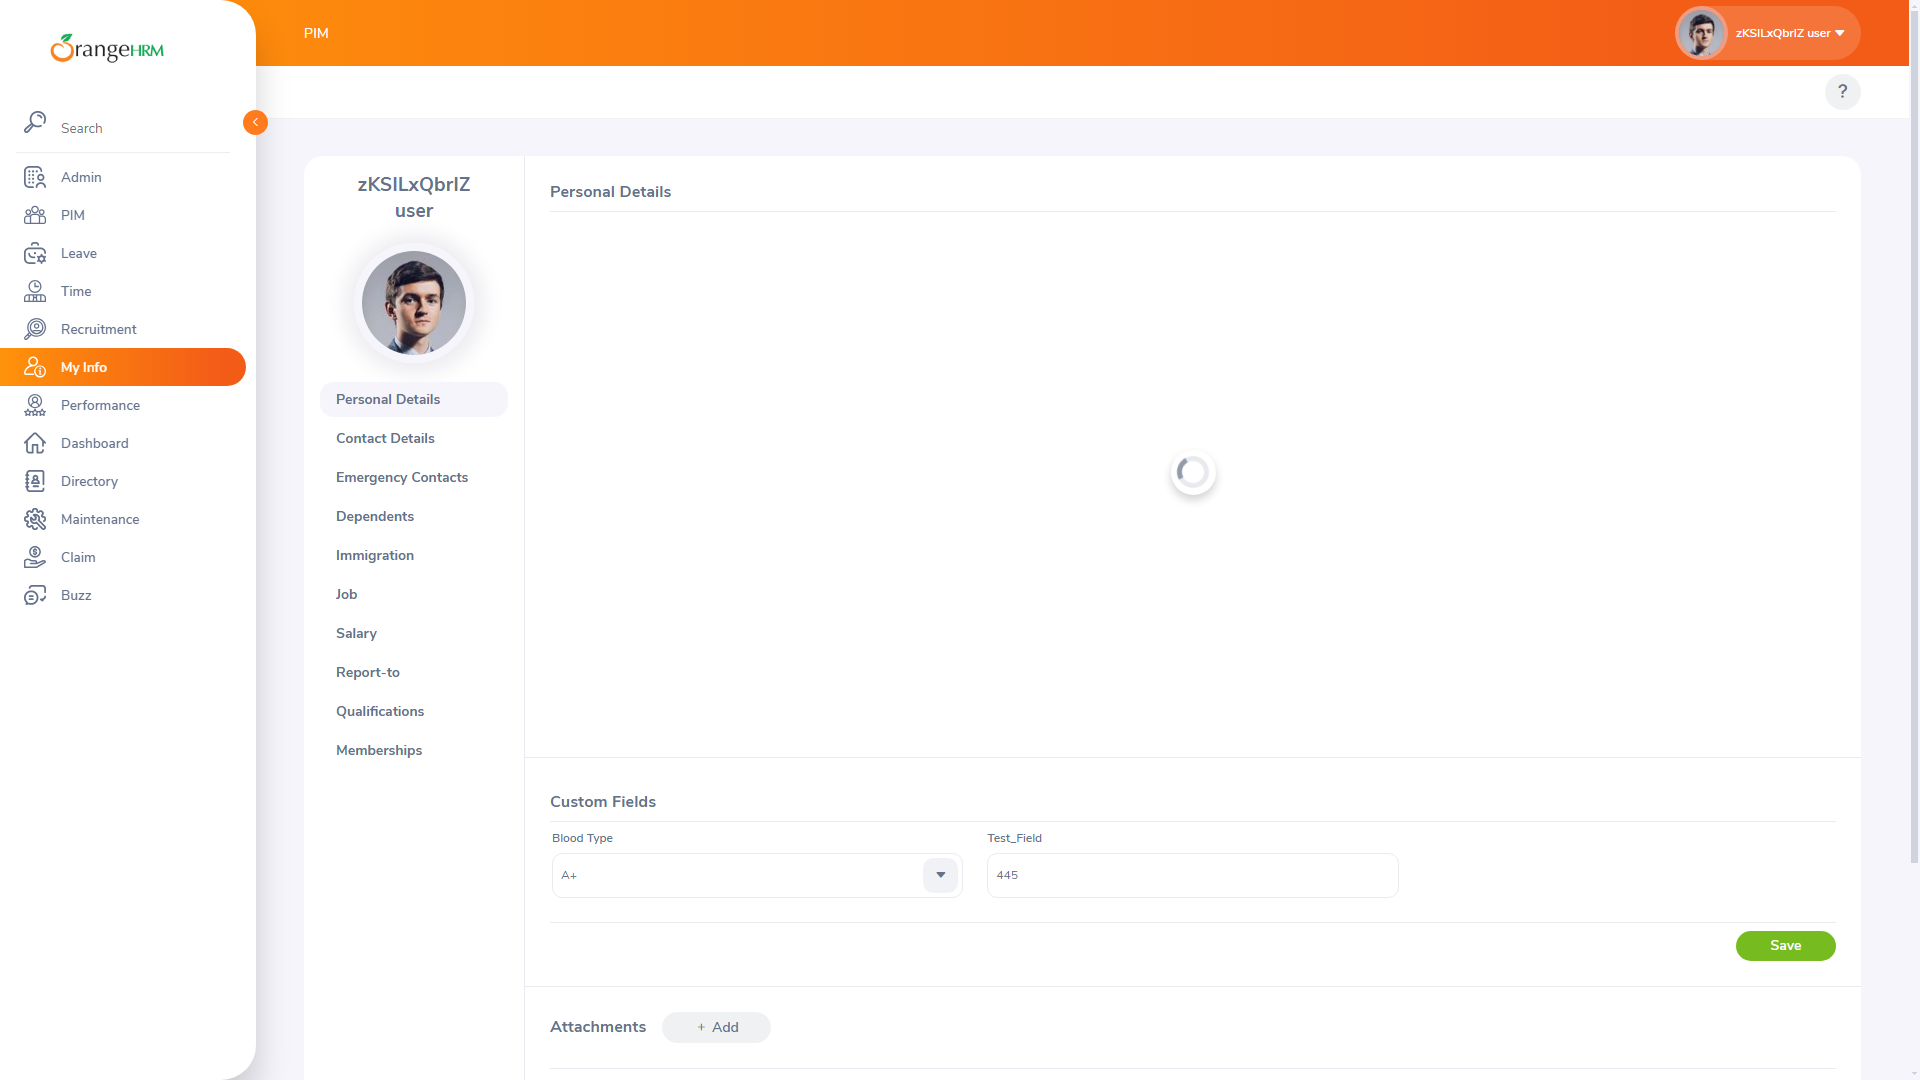 OrangeHRM
PIM
zKSILxQbrIZ user
?
Search
Admin
PIM
Leave
Time
Recruitment
My Info
Performance
Dashboard
Directory
Maintenance
Claim
Buzz
zKSILxQbrIZ
user
Personal Details
Contact Details
Emergency Contacts
Dependents
Immigration
Job
Salary
Report-to
Qualifications
Memberships
Personal Details
Custom Fields
Blood Type
Test_Field
A+
445
Save
Attachments
+ Add